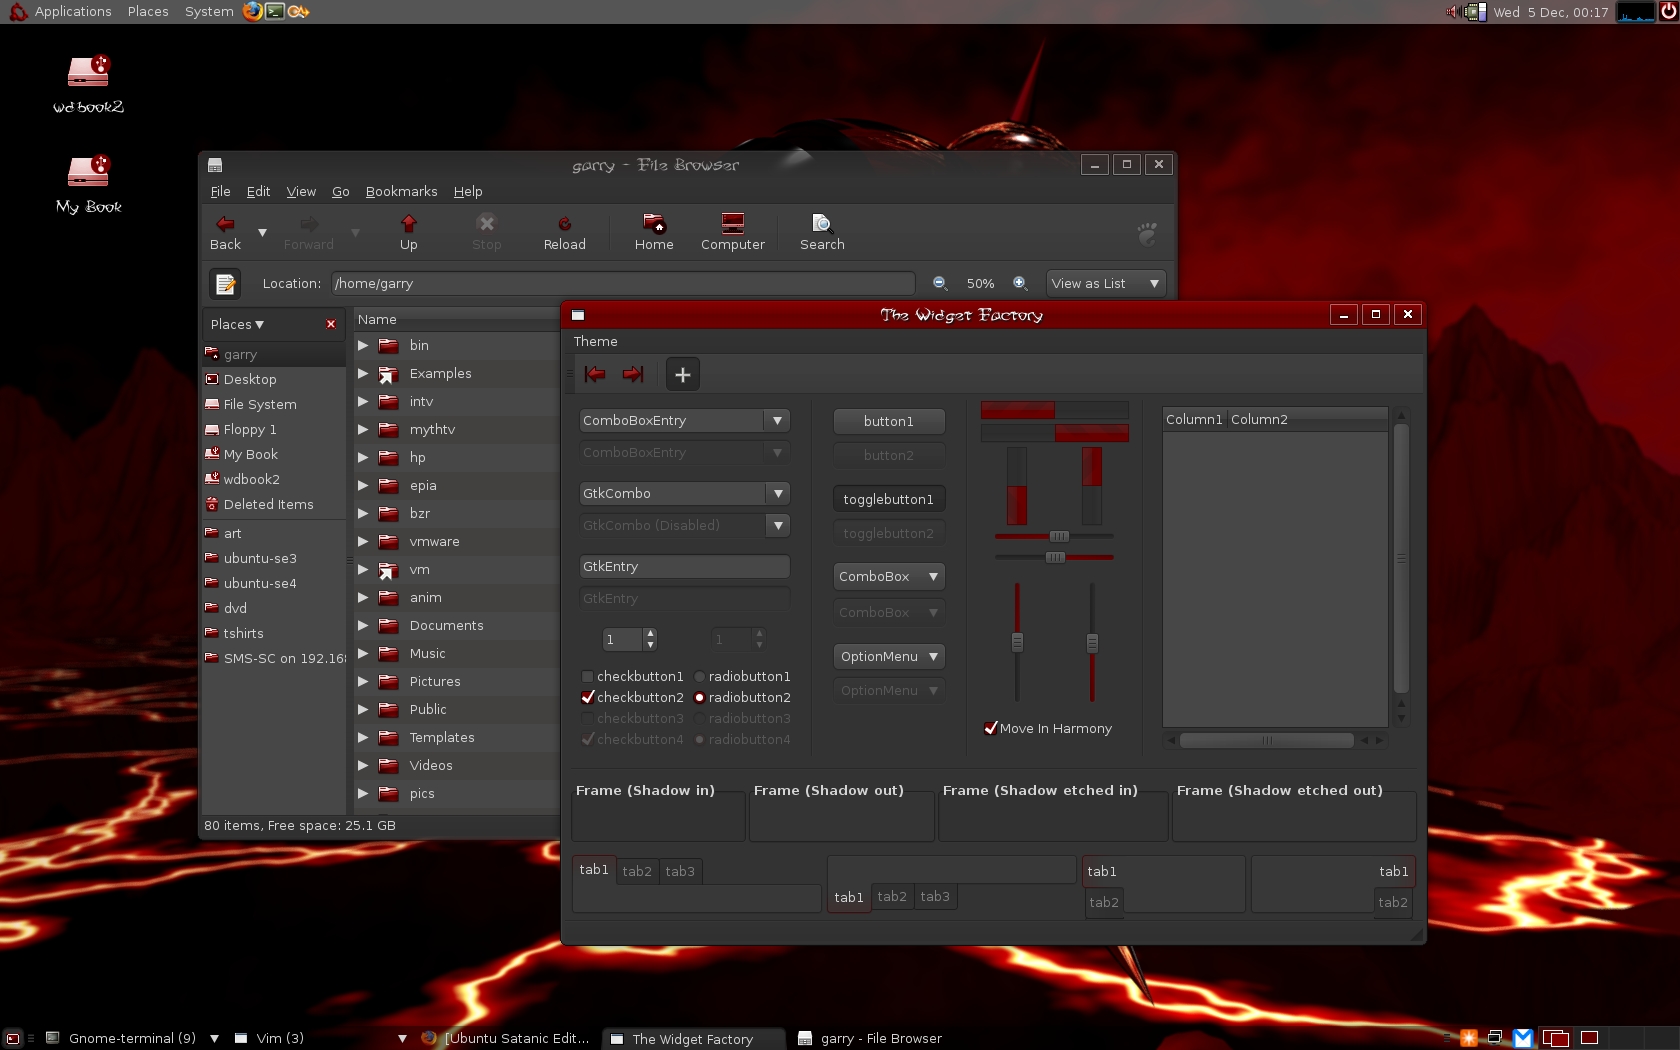 Applications Places System
Wed 5 Dec, 00:17
wdbook2
My Book
garry - File Browser
File Edit View Go Bookmarks Help
Back Forward Up Stop Reload Home Computer Search
Location: /home/garry 50% View as List
Places
garry
Desktop
File System
Floppy 1
My Book
wdbook2
Deleted Items
art
ubuntu-se3
ubuntu-se4
dvd
tshirts
SMS-SC on 192.16
Name
bin
Examples
intv
mythtv
hp
epia
bzr
vmware
vm
anim
Documents
Music
Pictures
Public
Templates
Videos
pics
80 items, Free space: 25.1 GB
The Widget Factory
Theme
ComboBoxEntry
ComboBoxEntry
GtkCombo
GtkCombo (Disabled)
GtkEntry
GtkEntry
1 1
checkbutton1 radiobutton1
checkbutton2 radiobutton2
checkbutton3 radiobutton3
checkbutton4 radiobutton4
button1
button2
togglebutton1
togglebutton2
ComboBox
ComboBox
OptionMenu
OptionMenu
Move In Harmony
Column1 Column2
Frame (Shadow in) Frame (Shadow out) Frame (Shadow etched in) Frame (Shadow etched out)
tab1 tab2 tab3
tab1 tab2 tab3
tab1
tab2
tab1
tab2
Gnome-terminal (9) Vim (3) [Ubuntu Satanic Edit... The Widget Factory garry - File Browser